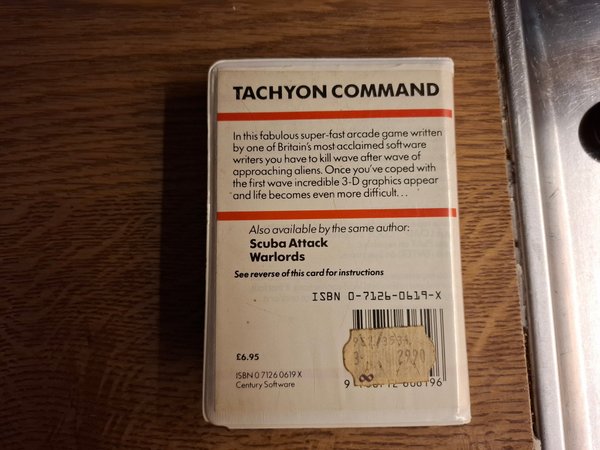 TACHYON COMMAND
In this fabulous super-fast arcade game written
by one of Britain's most acclaimed software
writers you have to kill wave after wave of
approaching aliens. Once you've coped with
the first wave incredible 3-D graphics appear
and life becomes even more difficult...
Also available by the same author:
Scuba Attack
Warlords
See reverse of this card for instructions
ISBN 0-7126-0619-X
£6.95
ISBN 0 7126 0619 X
Century Software
2990